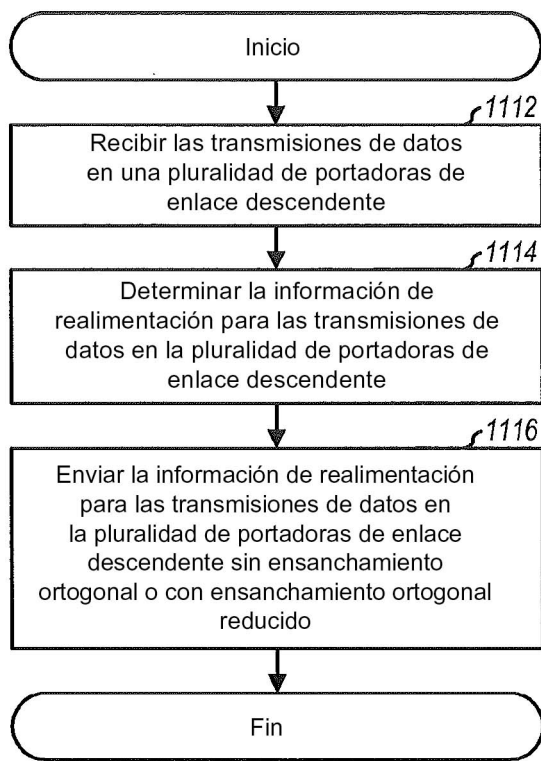 Inicio
1112
Recibir las transmisiones de datos
en una pluralidad de portadoras de
enlace descendente
1114
Determinar la información de
realimentación para las transmisiones de
datos en la pluralidad de portadoras de
enlace descendente
1116
Enviar la información de realimentación
para las transmisiones de datos en
la pluralidad de portadoras de enlace
descendente sin ensanchamiento
ortogonal o con ensanchamiento ortogonal
reducido
Fin